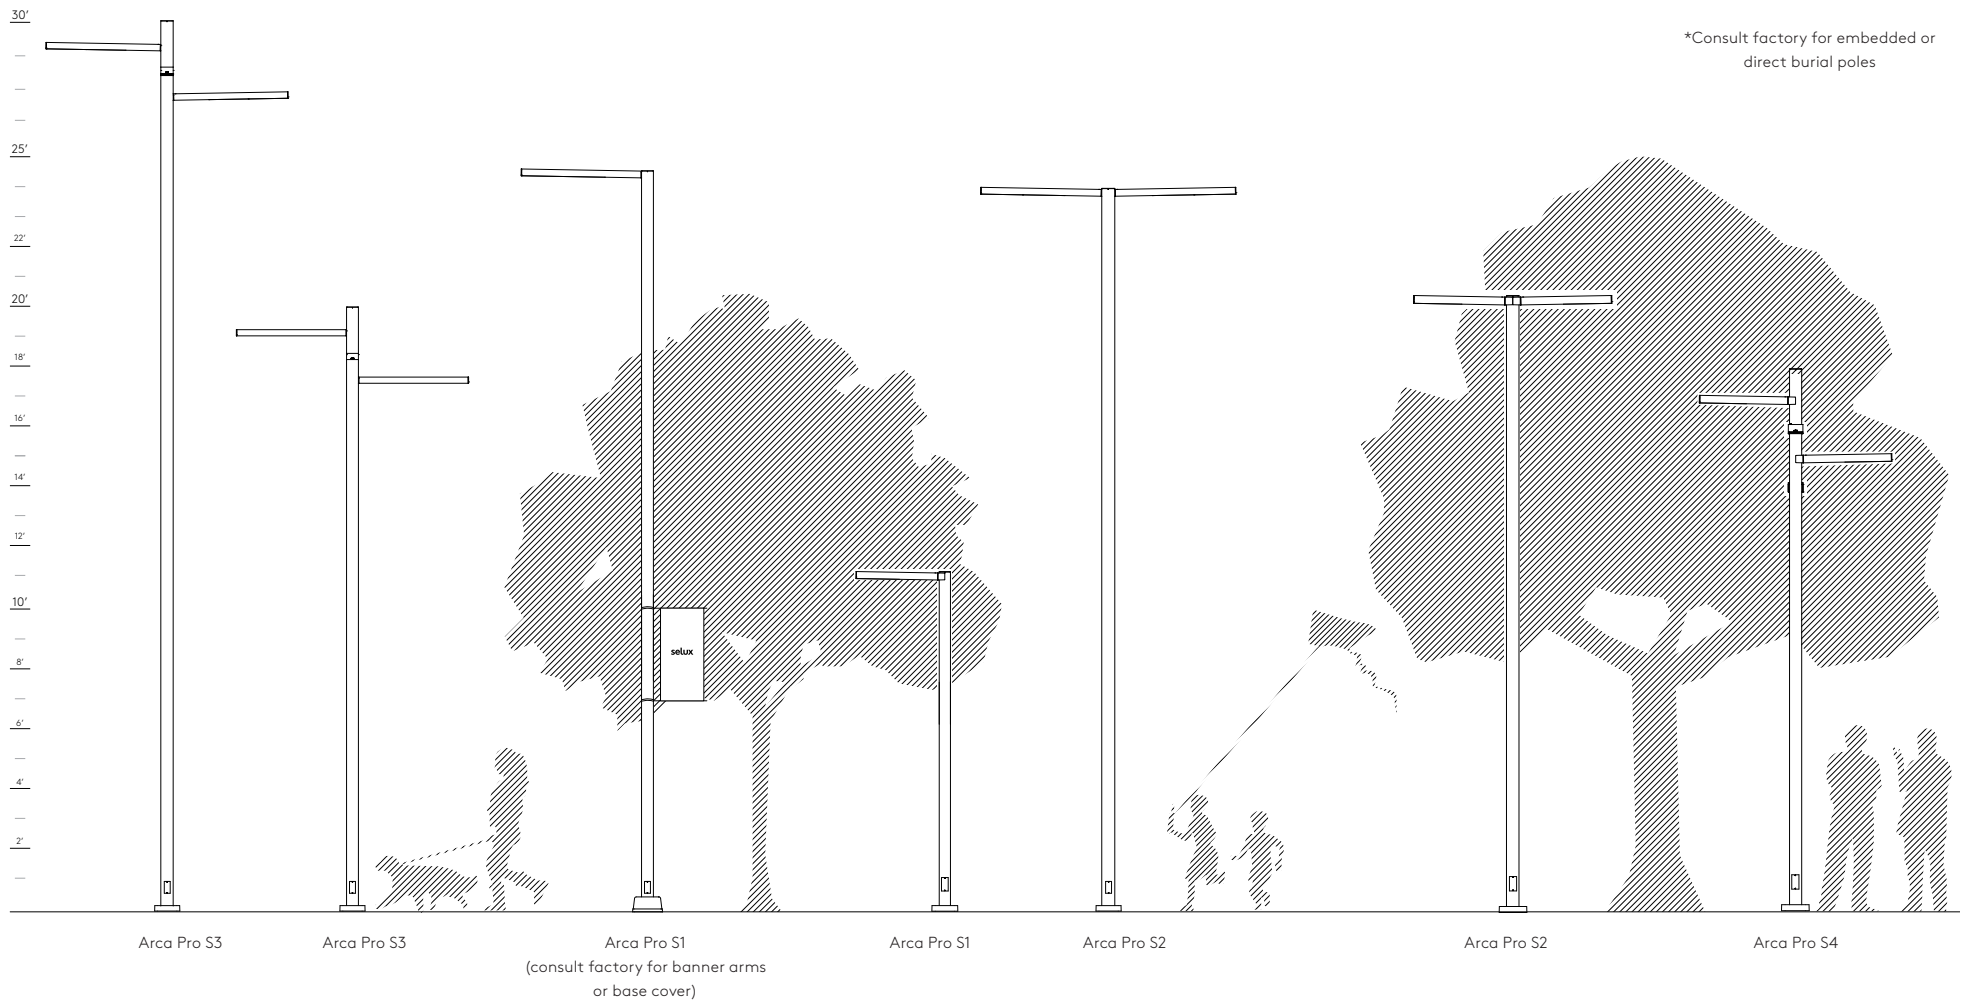 30'
*Consult factory for embedded or
direct burial poles
25'
22'
20'
18'
16'
14'
12'
10'
8'
selux
6'
4'
2'
Arca Pro S3
Arca Pro S3
Arca Pro S1
(consult factory for banner arms
or base cover)
Arca Pro S1
Arca Pro S2
Arca Pro S2
Arca Pro S4